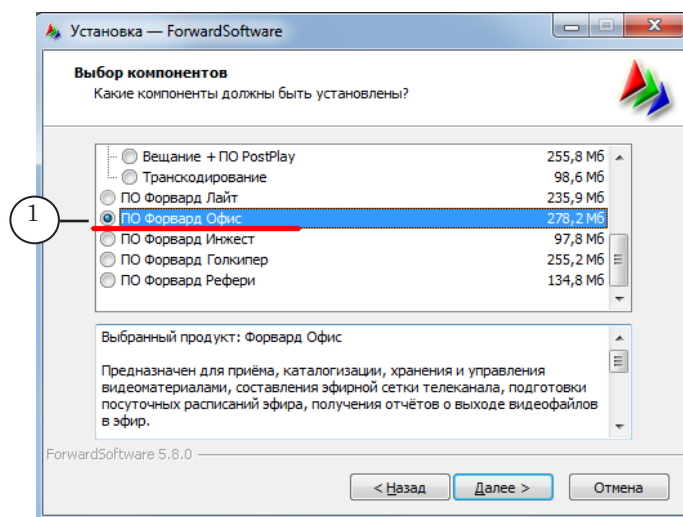 Установка — ForwardSoftware
Выбор компонентов
Какие компоненты должны быть установлены?
Вещание + ПО PostPlay 255,8 Мб
Транскодирование 98,6 Мб
ПО Форвард Лайт 235,9 Мб
1 ПО Форвард Офис 278,2 Мб
ПО Форвард Инжест 97,8 Мб
ПО Форвард Голкипер 255,2 Мб
ПО Форвард Рефери 134,8 Мб
Выбранный продукт: Форвард Офис
Предназначен для приёма, каталогизации, хранения и управления
видеоматериалами, составления эфирной сетки телеканала, подготовки
посуточных расписаний эфира, получения отчётов о выходе видеофайлов
в эфир.
ForwardSoftware 5.8.0
< Назад Далее > Отмена